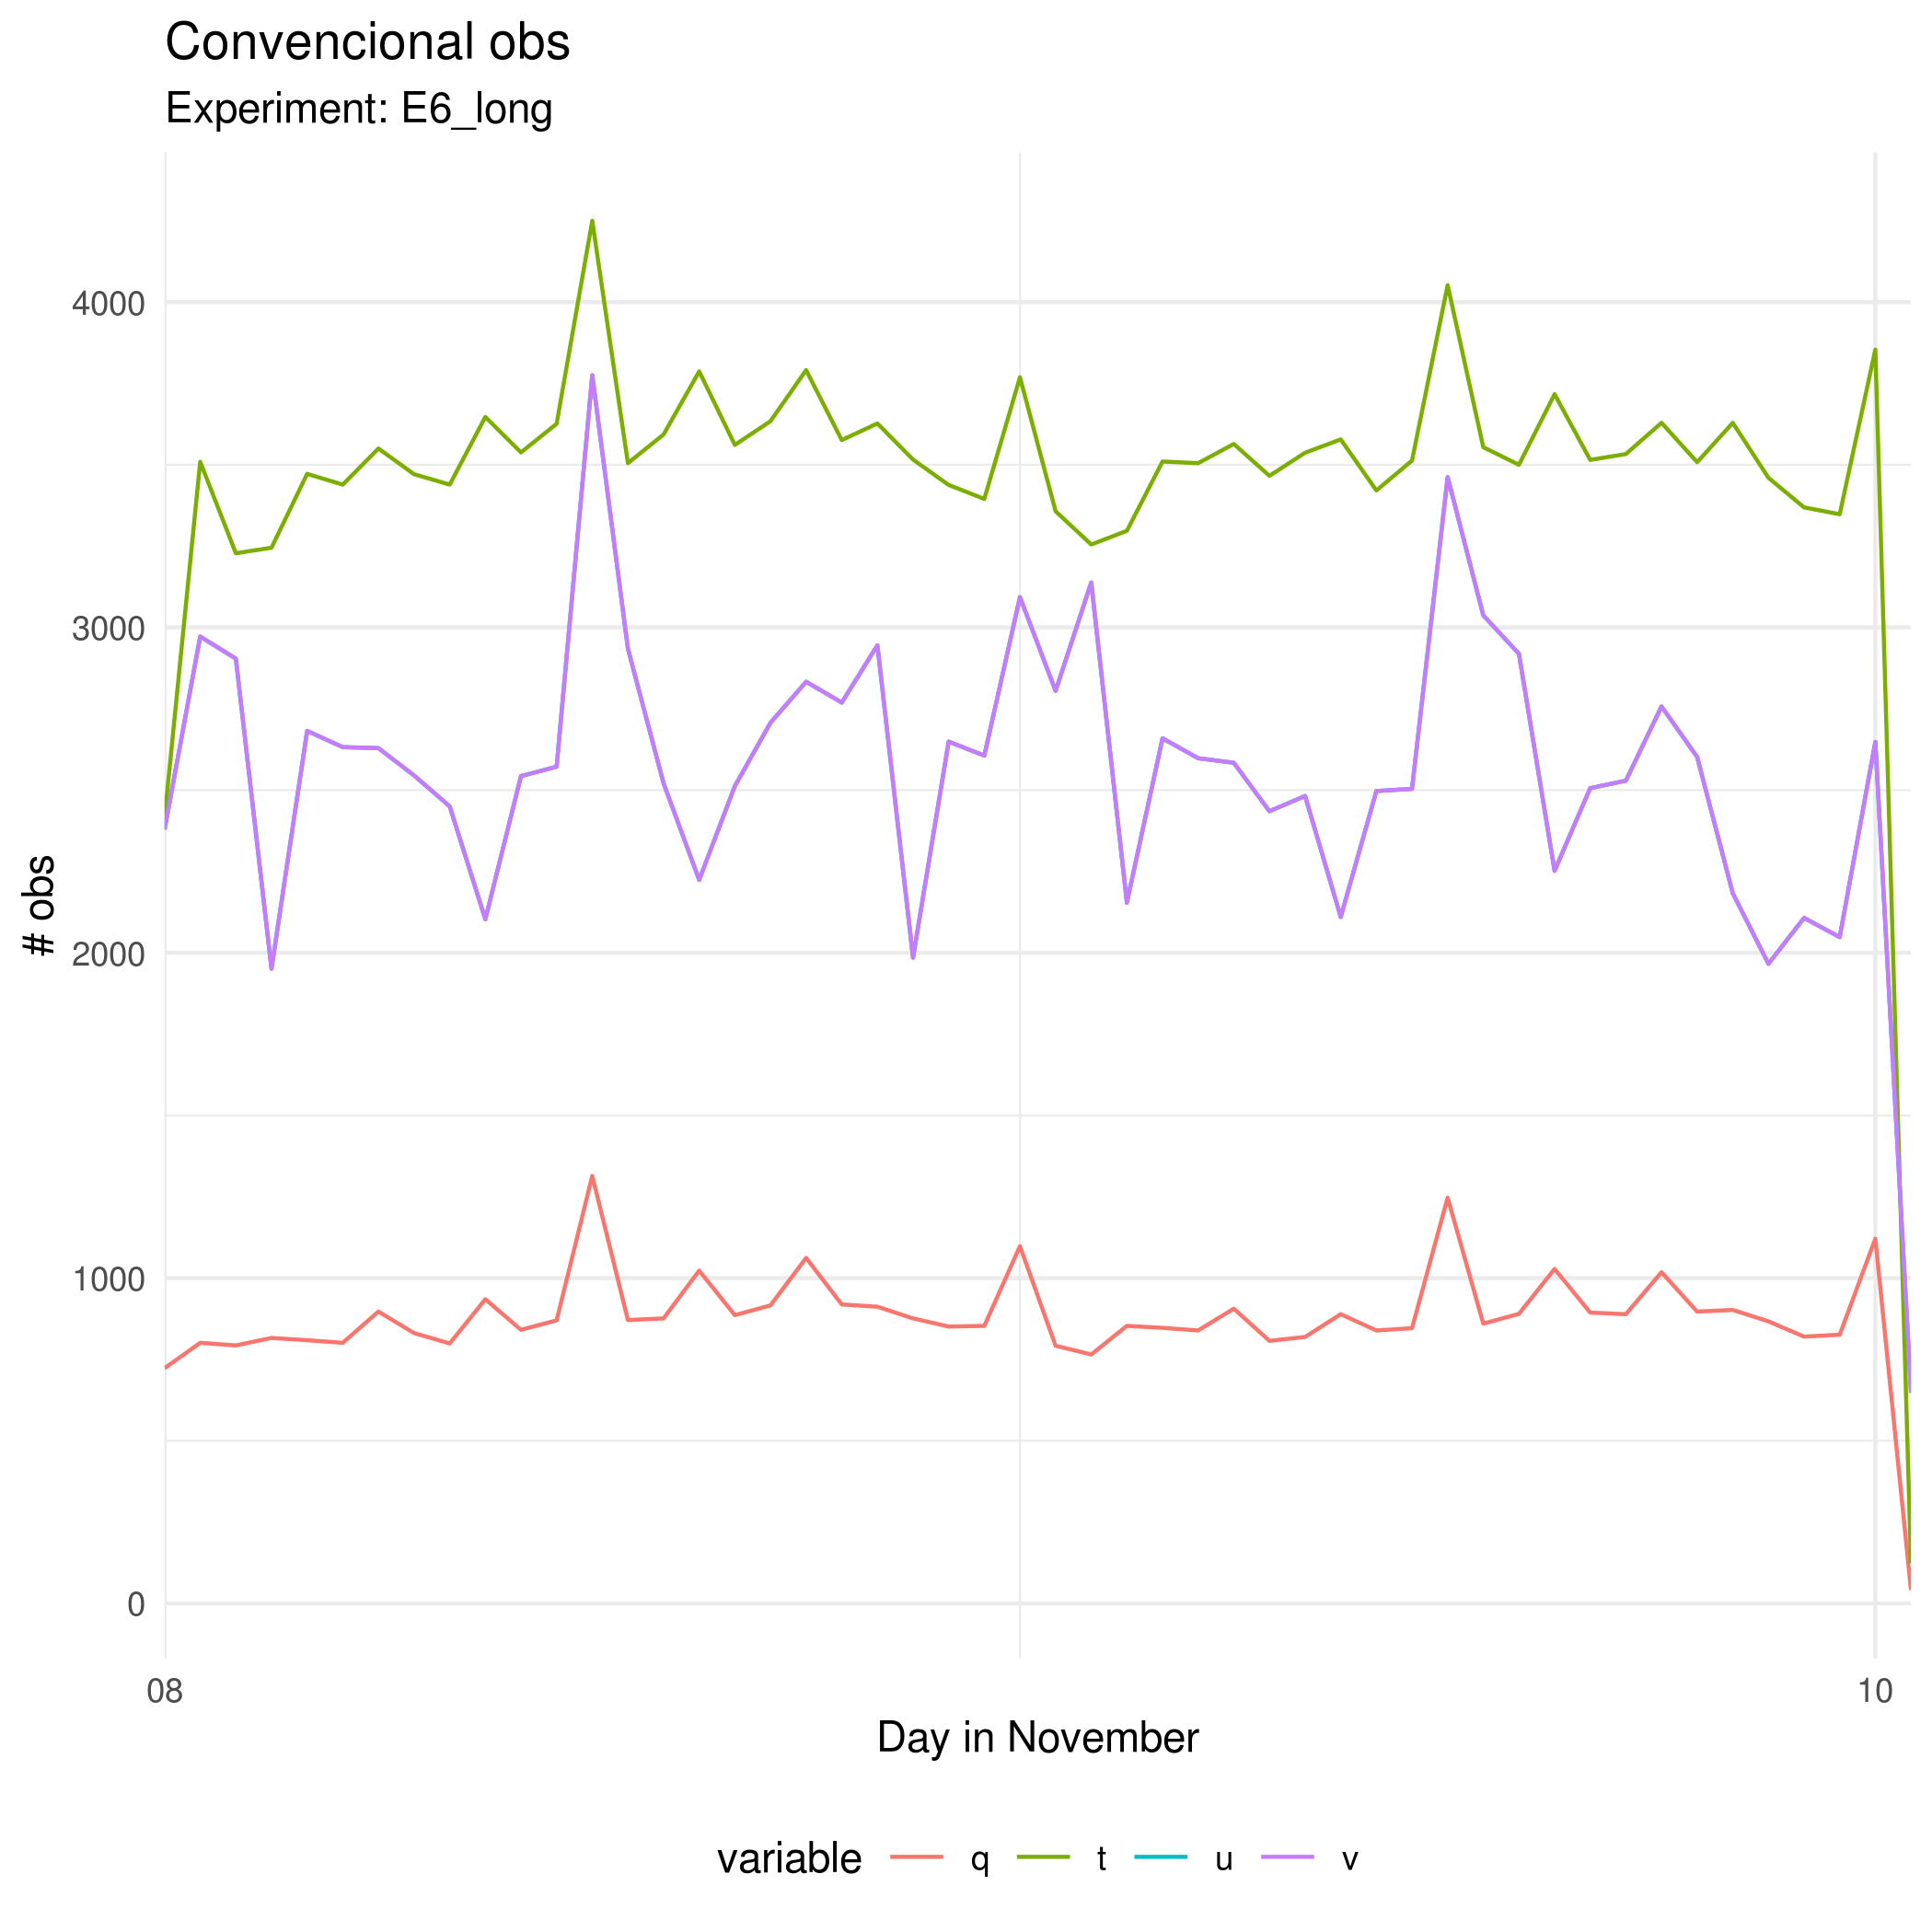 Convencional obs
Experiment: E6_long
4000
3000
2000
1000
0
# obs
08
10
Day in November
variable q t u v